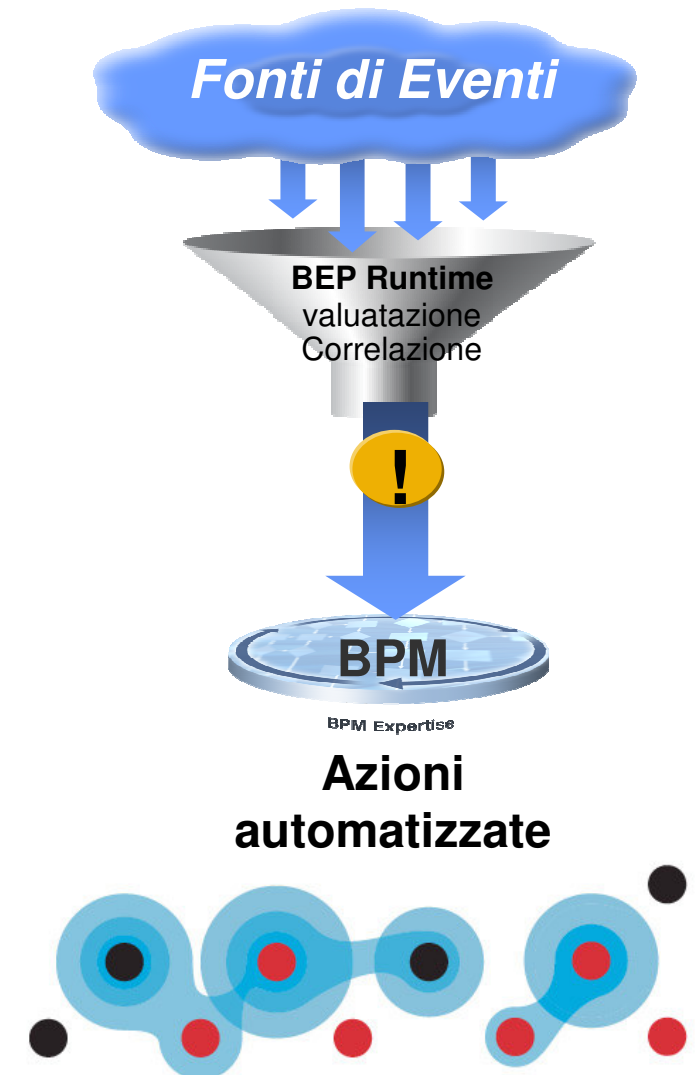 Fonti di Eventi
BEP Runtime
valuatazione
Correlazione
!
BPM
BPM Expertise
Azioni
automatizzate